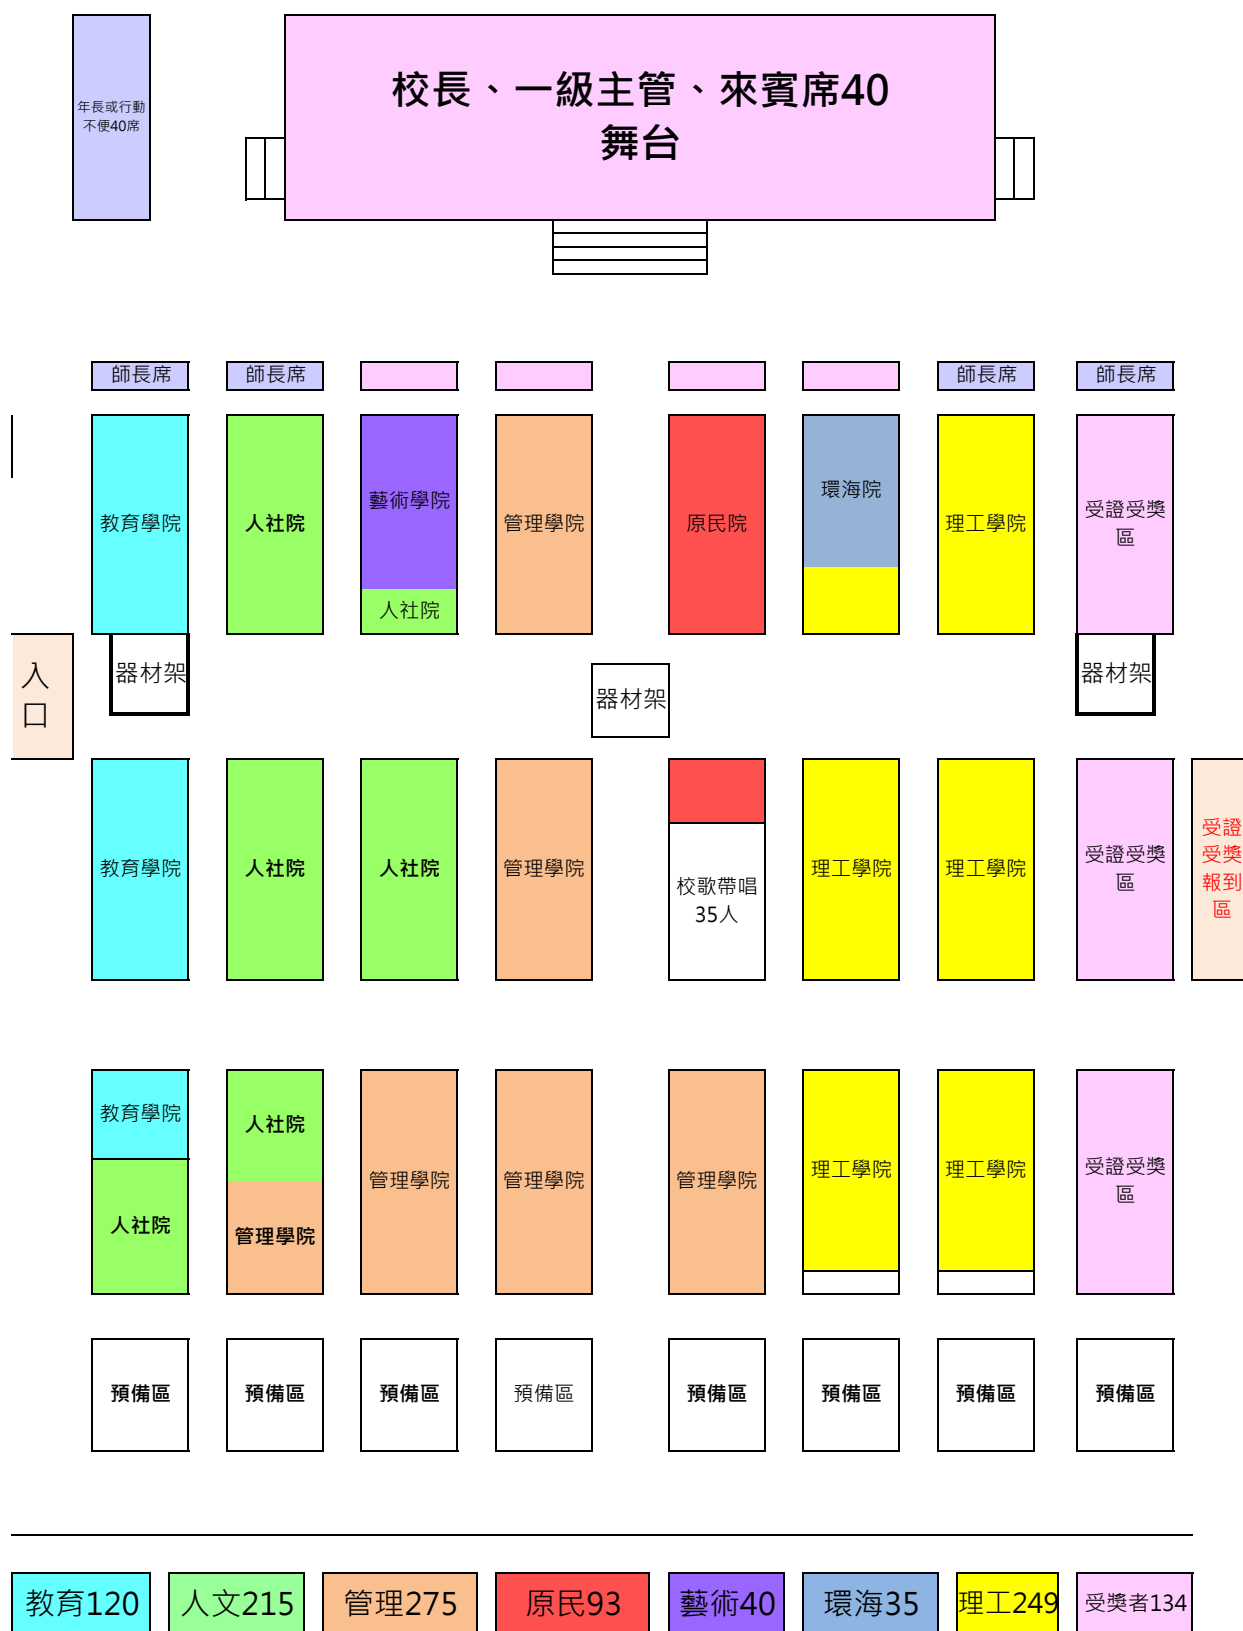 年長或行動
不便40席
校長、一級主管、來賓席40
舞台
師長席
師長席
師長席
師長席
教育學院
人社院
藝術學院
人社院
管理學院
原民院
環海院
理工學院
受證受獎
區
入
口
器材架
器材架
器材架
教育學院
人社院
人社院
管理學院
校歌帶唱
35人
理工學院
理工學院
受證受獎
區
受證
受獎
報到
區
教育學院
人社院
人社院
管理學院
管理學院
管理學院
管理學院
理工學院
理工學院
受證受獎
區
預備區
預備區
預備區
預備區
預備區
預備區
預備區
預備區
教育120
人文215
管理275
原民93
藝術40
環海35
理工249
受獎者134